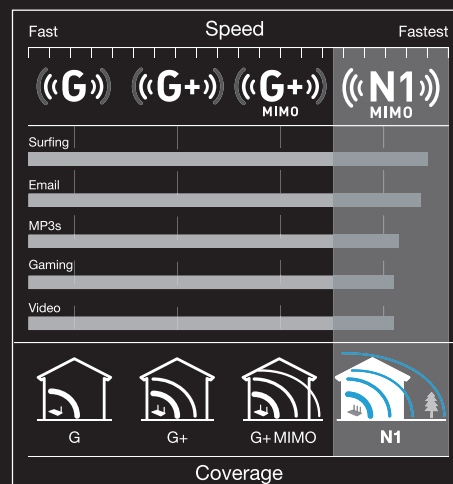 Fast Speed Fastest
((G)) ((G+)) ((G+)) ((N1))
MIMO MIMO
Surfing
Email
MP3s
Gaming
Video
G G+ G+ MIMO N1
Coverage